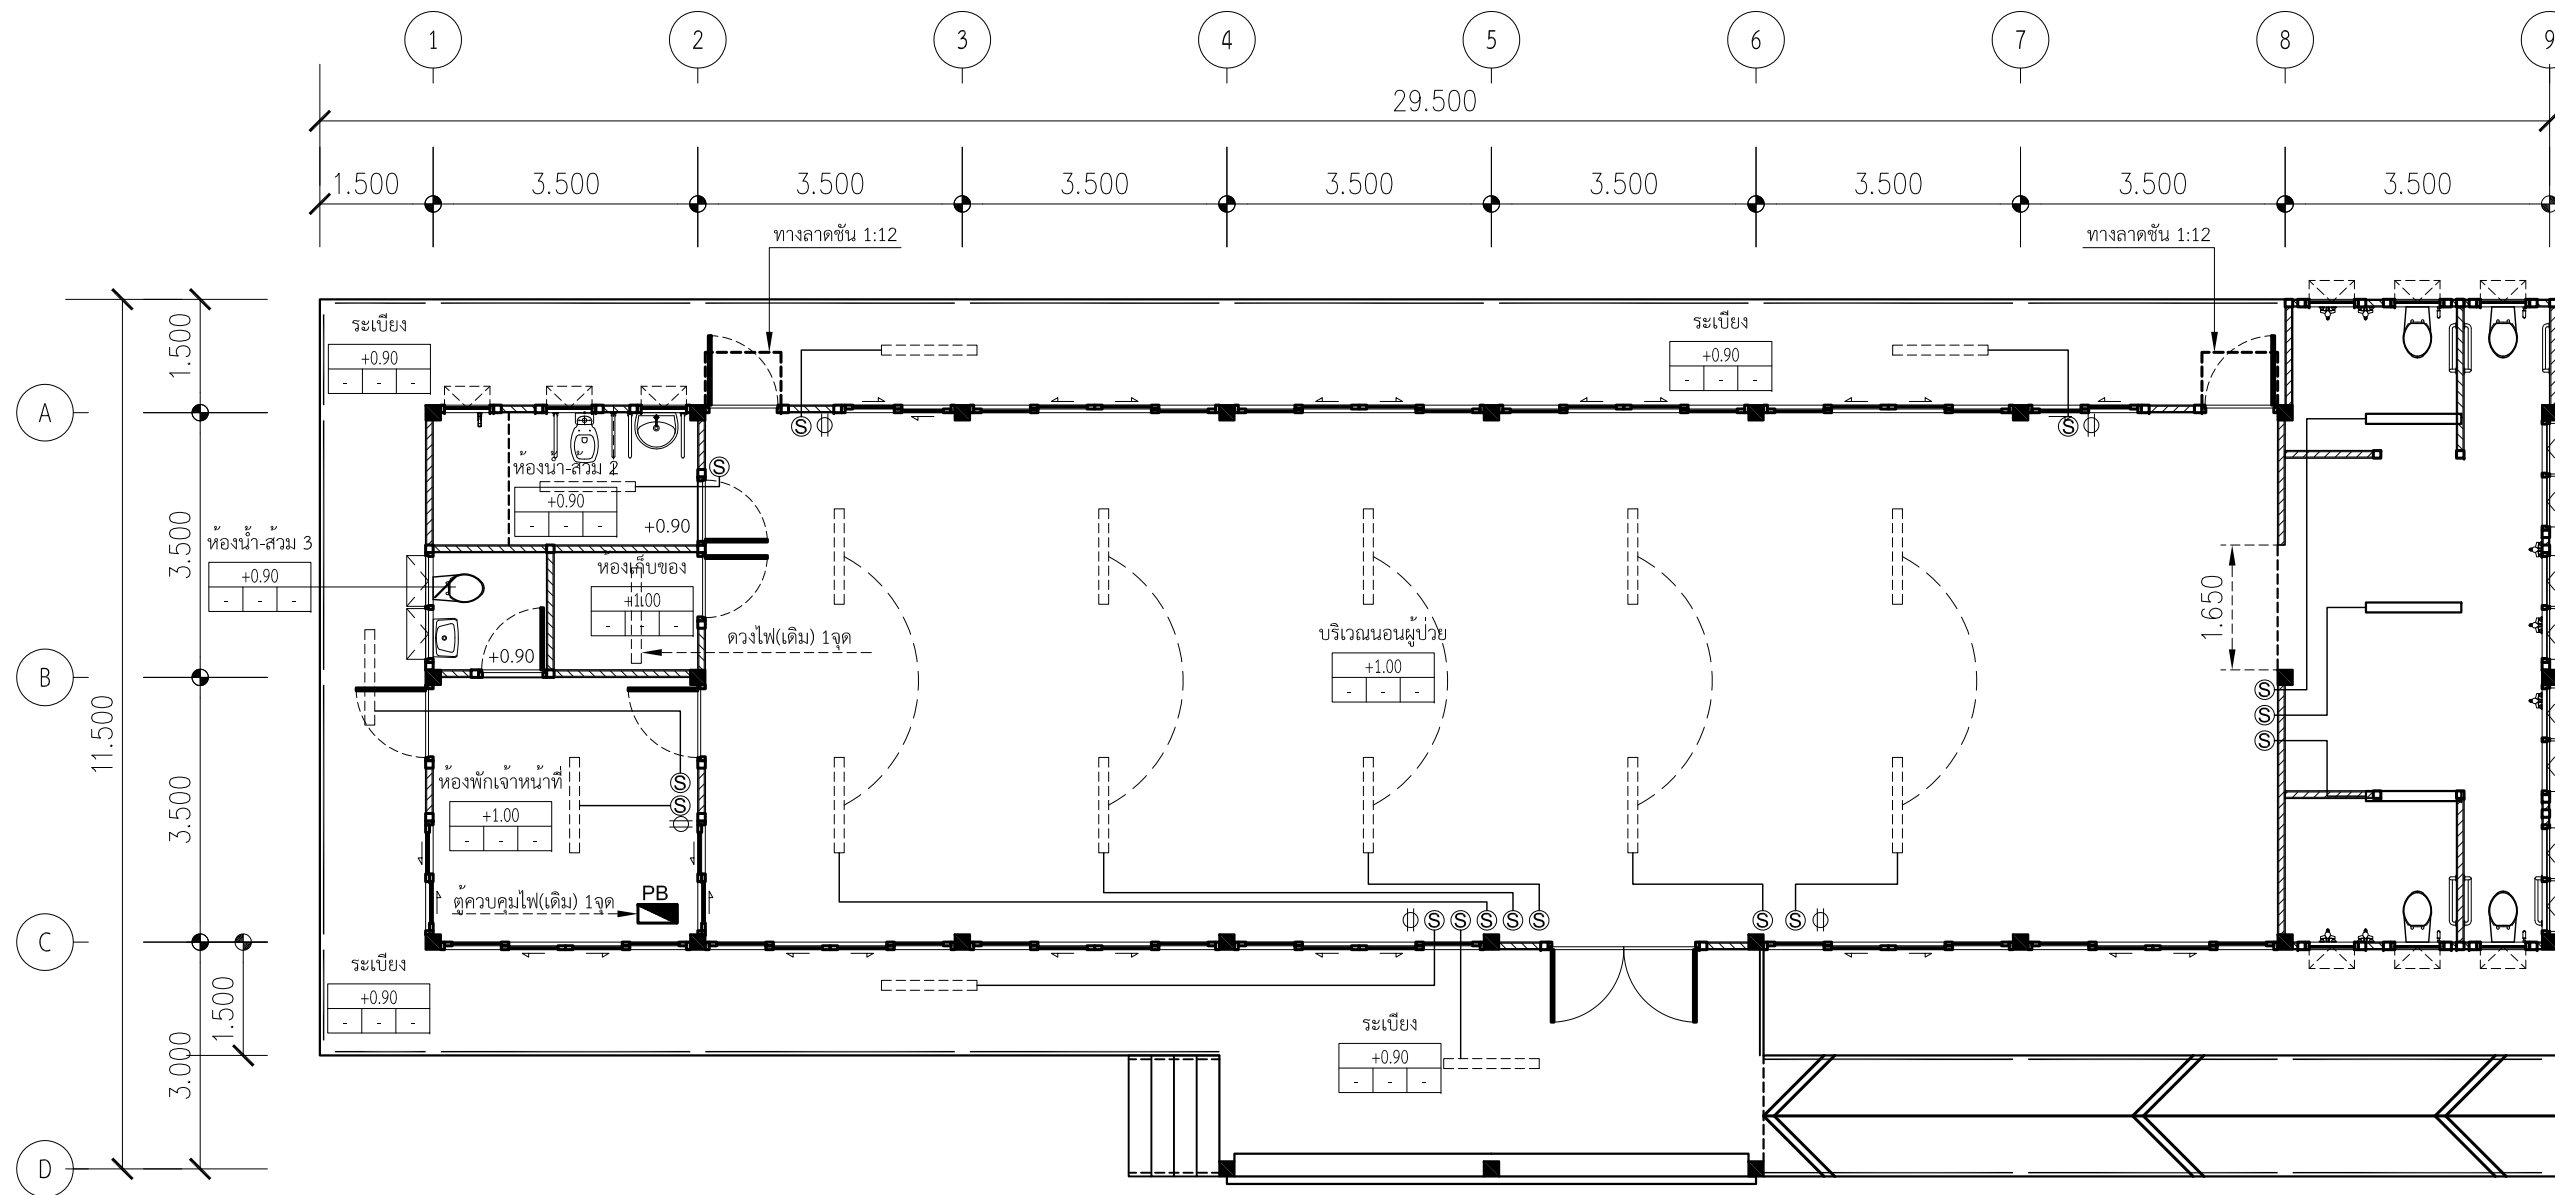 1 2 3 4 5 6 7 8 9
29.500
1.500 3.500 3.500 3.500 3.500 3.500 3.500 3.500 3.500
ทางลาดชัน 1:12
ทางลาดชัน 1:12
ระเบียง
+0.90
- - -
ระเบียง
+0.90
- - -
1.500
A
S
S
ห้องน้ำ-ส้วม 2
S
+0.90
- - -
+0.90
3.500
ห้องน้ำ-ส้วม 3
+0.90
- - -
ห้องเก็บของ
+1.00
- - -
ดวงไฟ(เดิม) 1จุด
1.650
บริเวณนอนผู้ป่วย
+1.00
- - -
+0.90
B
S
S
S
11.500
ห้องพักเจ้าหน้าที่
+1.00
- - -
S
S
3.500
PB
ตู้ควบคุมไฟ(เดิม) 1จุด
S S S S S S S
C
ระเบียง
+0.90
- - -
1.500
ระเบียง
+0.90
- - -
3.000
D